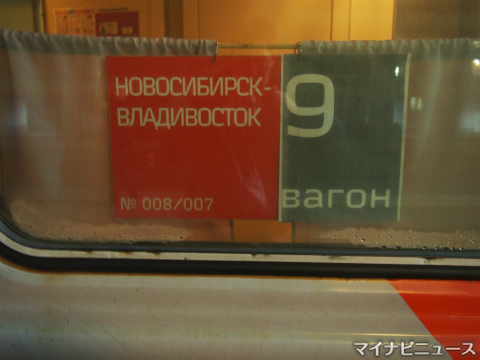 НОВОСИБИРСК-
ВЛАДИВОСТОК
№ 008/007
9
вагон
マイナビニュース